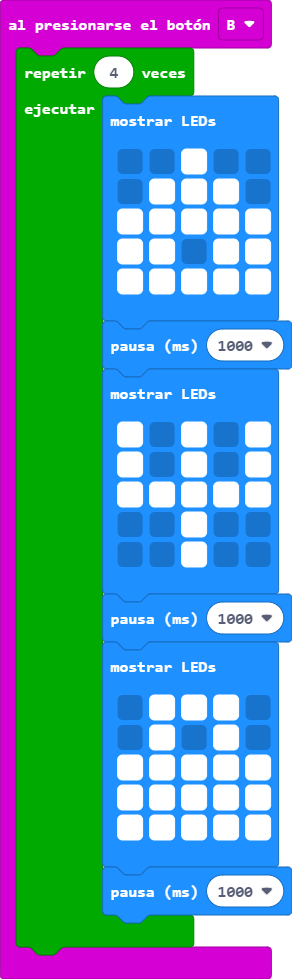 al presionarse el botón B
repetir 4 veces
ejecutar
mostrar LEDs
pausa (ms) 1000
mostrar LEDs
pausa (ms) 1000
mostrar LEDs
pausa (ms) 1000